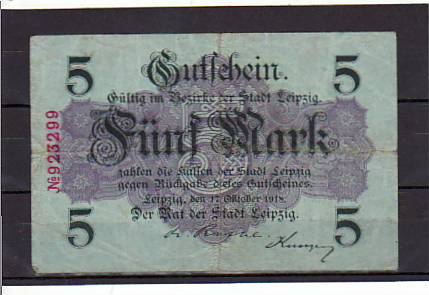 5 Gutschein. 5
Gültig im Bezirke der Stadt Leipzig.
Fünf Mark
zahlen die Kassen der Stadt Leipzig
gegen Rückgabe dieses Gutscheines.
Leipzig, den 17. Oktober 1918.
Der Rat der Stadt Leipzig.
5 5
№923299